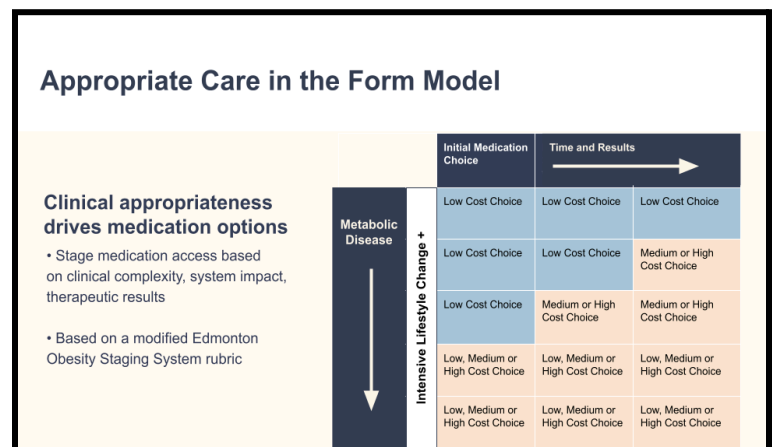 Appropriate Care in the Form Model
Clinical appropriateness
drives medication options
• Stage medication access based
on clinical complexity, system impact,
therapeutic results
• Based on a modified Edmonton
Obesity Staging System rubric
Metabolic
Disease
Intensive Lifestyle Change +
Initial Medication
Choice
Time and Results
Low Cost Choice
Low Cost Choice
Low Cost Choice
Low Cost Choice
Low Cost Choice
Medium or High
Cost Choice
Low Cost Choice
Medium or High
Cost Choice
Medium or High
Cost Choice
Low, Medium or
High Cost Choice
Low, Medium or
High Cost Choice
Low, Medium or
High Cost Choice
Low, Medium or
High Cost Choice
Low, Medium or
High Cost Choice
Low, Medium or
High Cost Choice